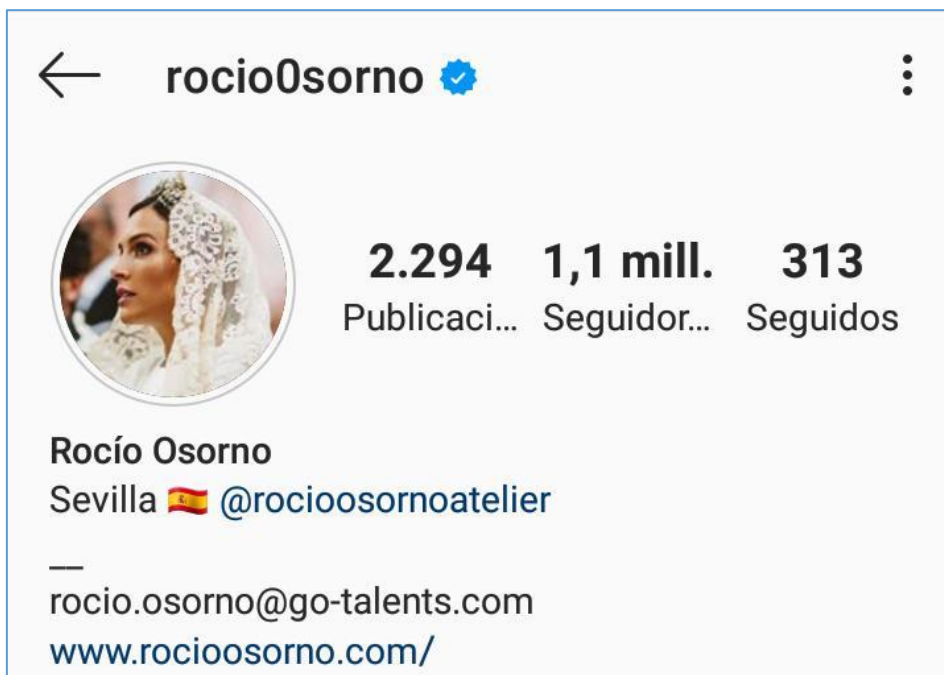 rocio0sorno
2.294 1,1 mill. 313
Publicaci... Seguidor... Seguidos
Rocío Osorno
Sevilla 🇪🇸 @rocioosornoatelier
__
rocio.osorno@go-talents.com
www.rocioosorno.com/